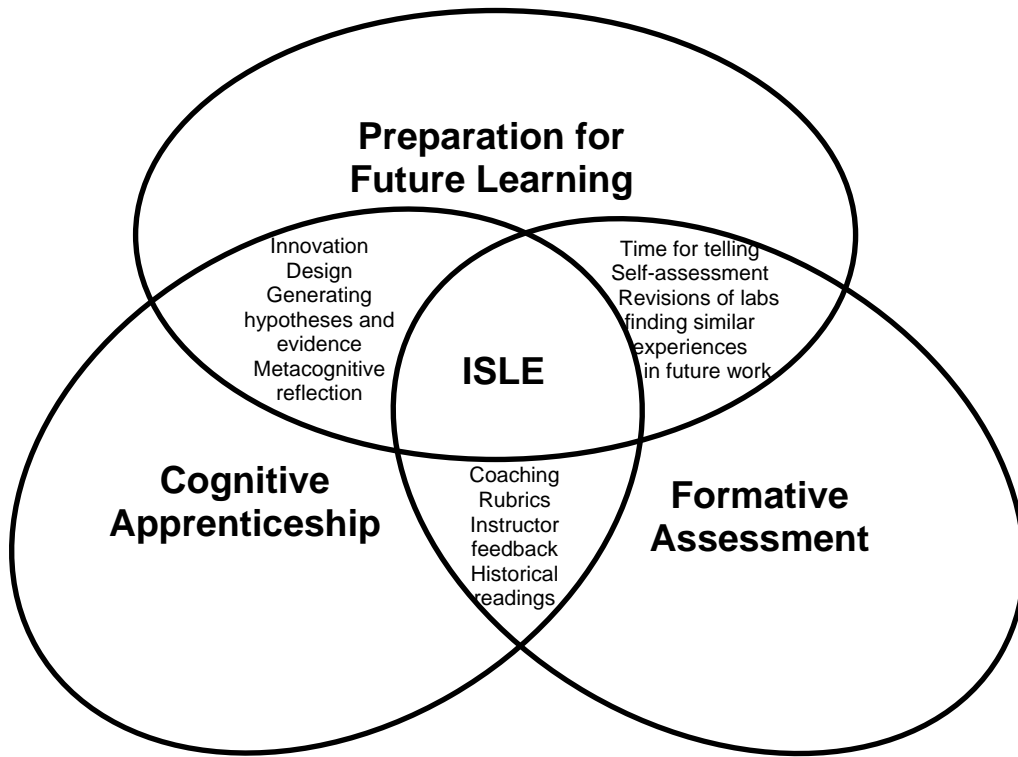 Preparation for
Future Learning
Innovation
Design
Generating
hypotheses and
evidence
Metacognitive
reflection
Time for telling
Self-assessment
Revisions of labs
finding similar
experiences
in future work
ISLE
Cognitive
Apprenticeship
Coaching
Rubrics
Instructor
feedback
Historical
readings
Formative
Assessment